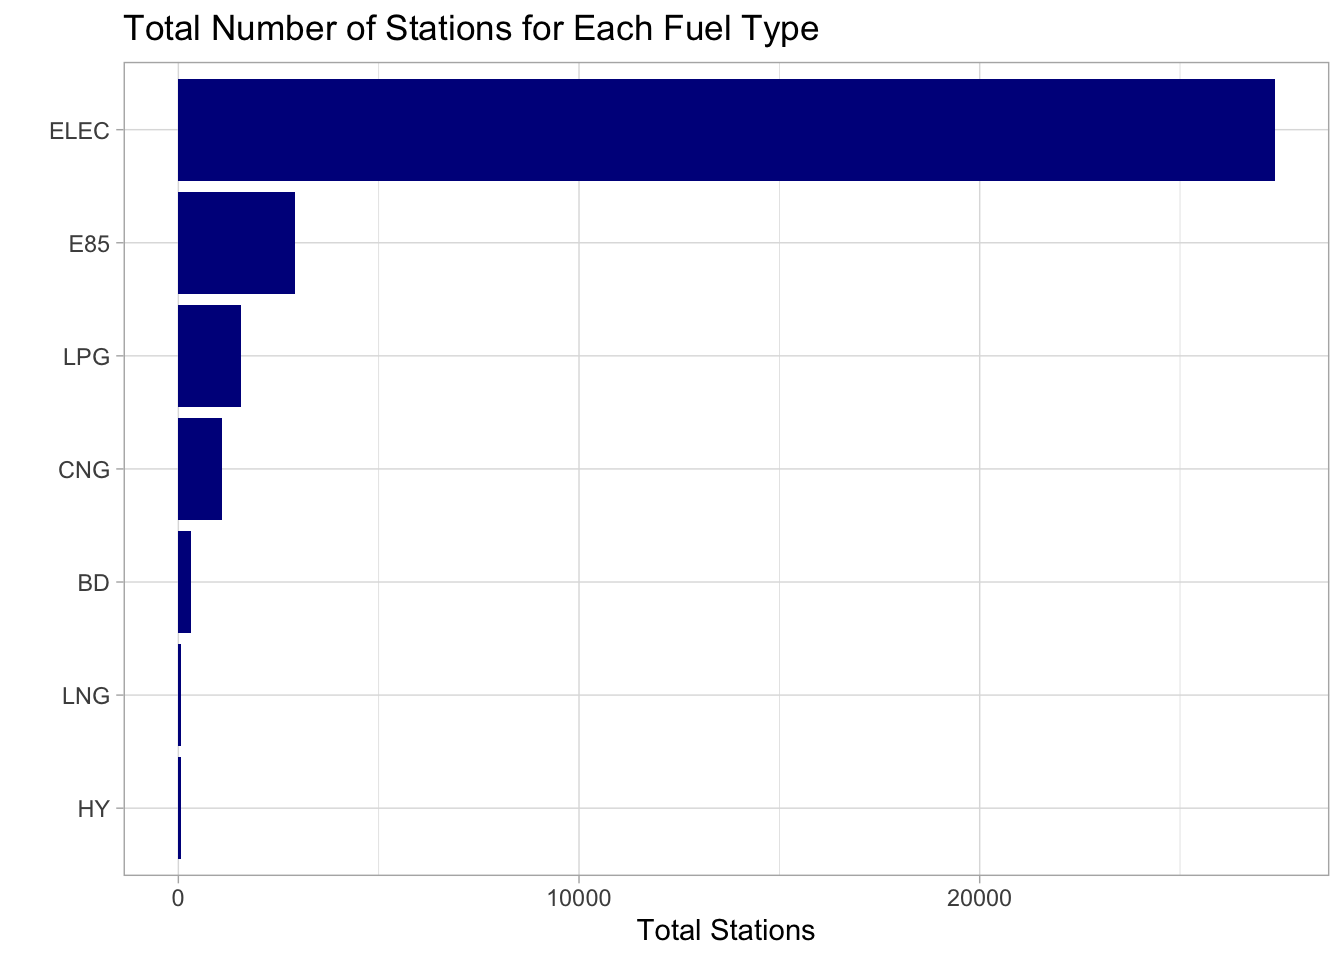 Total Number of Stations for Each Fuel Type
ELEC
E85
LPG
CNG
BD
LNG
HY
0 10000 20000
Total Stations